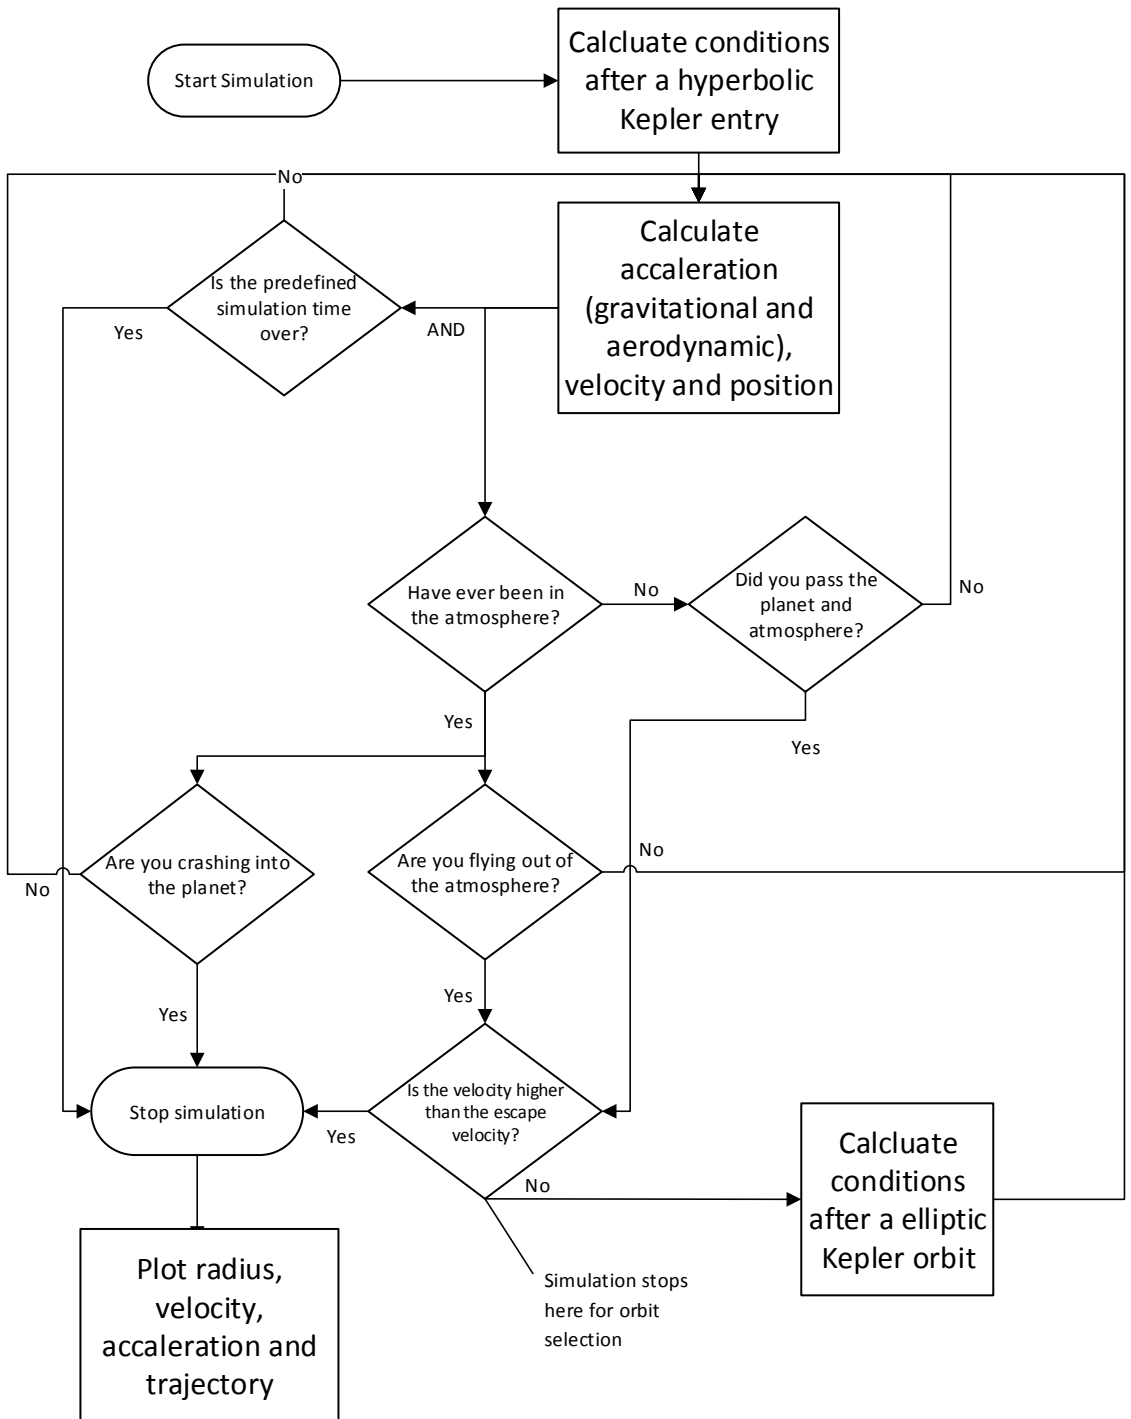 Start Simulation
Calcluate conditions
after a hyperbolic
Kepler entry
No
Is the predefined
simulation time
over?
Yes
AND
Calculate
accaleration
(gravitational and
aerodynamic),
velocity and position
Have ever been in
the atmosphere?
No
Did you pass the
planet and
atmosphere?
No
Yes
Yes
Are you crashing into
the planet?
No
Are you flying out of
the atmosphere?
No
Yes
Yes
Stop simulation
Yes
Is the velocity higher
than the escape
velocity?
No
Calcluate
conditions
after a elliptic
Kepler orbit
Simulation stops
here for orbit
selection
Plot radius,
velocity,
accaleration and
trajectory